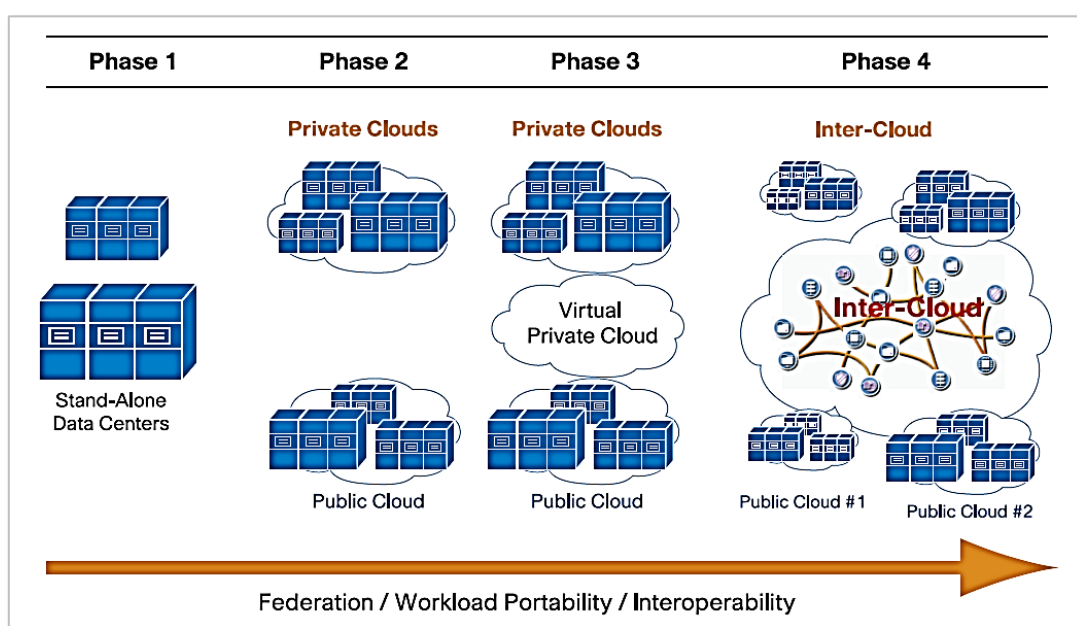 Phase 1
Phase 2
Phase 3
Phase 4
Private Clouds
Private Clouds
Inter-Cloud
Virtual
Private Cloud
Inter-Cloud
Stand-Alone
Data Centers
Public Cloud
Public Cloud
Public Cloud #1
Public Cloud #2
Federation / Workload Portability / Interoperability